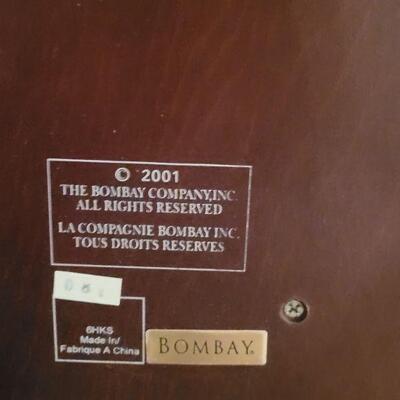 © 2001
THE BOMBAY COMPANY,INC.
ALL RIGHTS RESERVED
LA COMPAGNIE BOMBAY INC.
TOUS DROITS RESERVES
6HKS
Made In/
Fabrique A China
BOMBAY®